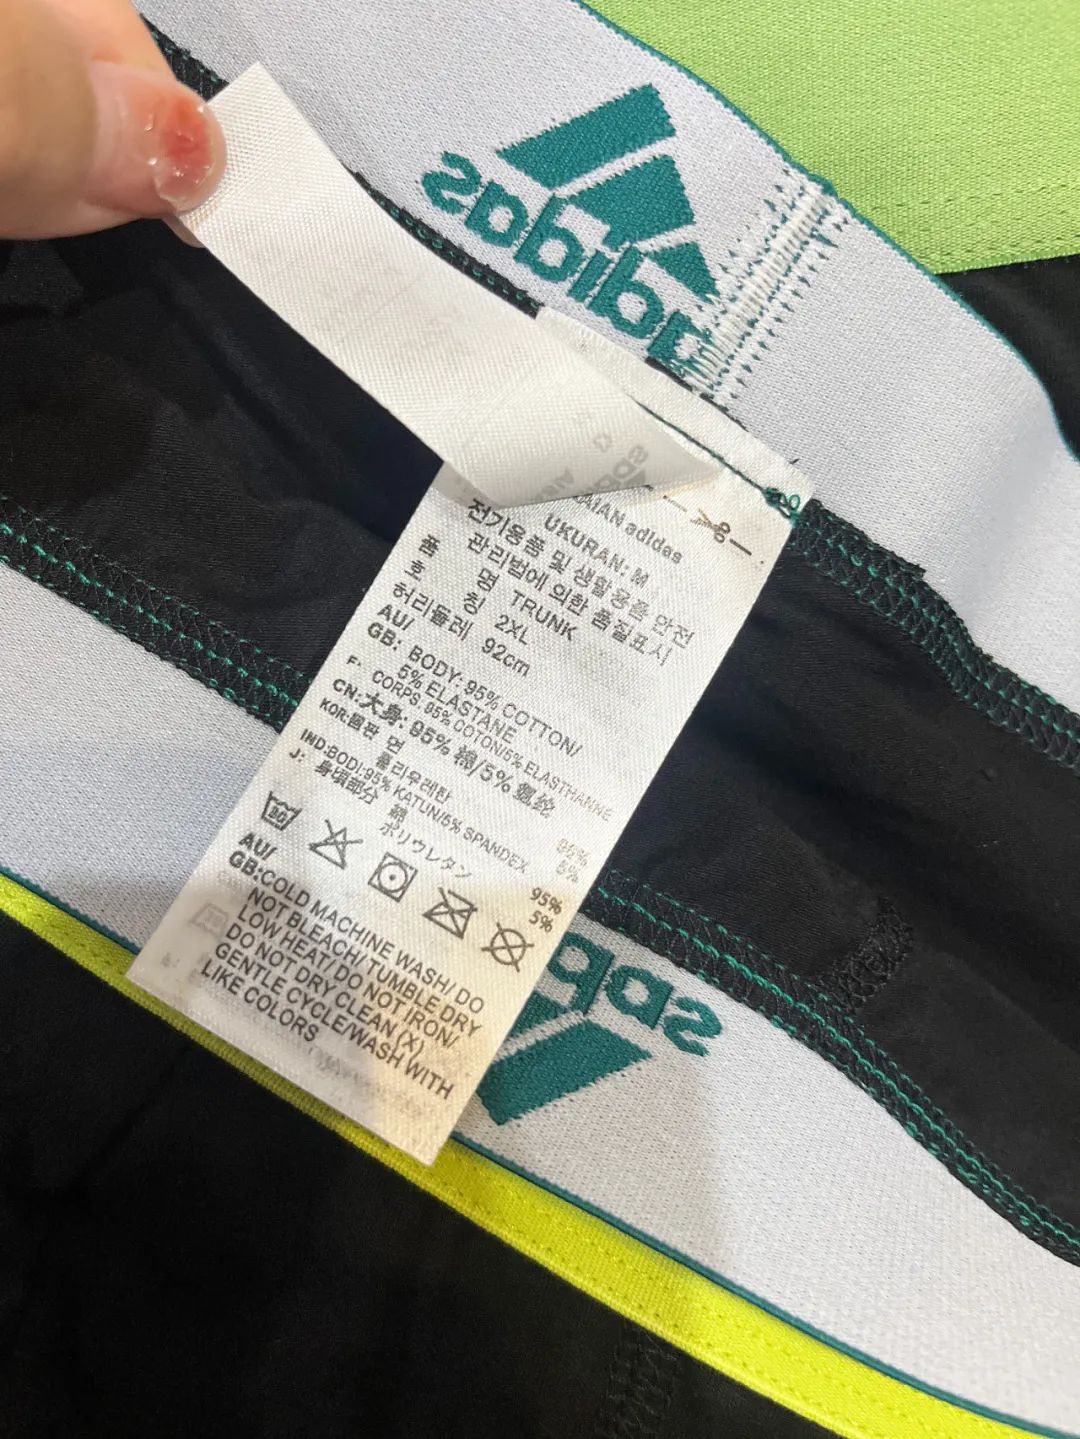 adidas
PAKAIAN adidas
UKURAN: M
전기용품 및 생활용품 안전
관리법에 의한 품질표시
품 명 TRUNK
호 칭 2XL
허리둘레 92cm
AU/
GB: BODY: 95% COTTON/
5% ELASTANE
F: CORPS: 95% COTON/5% ELASTHANNE
CN:大身: 95% 棉/5% 氨纶
KOR:몸판 면 95%
폴리우레탄 5%
IND:BODI:95% KATUN/5% SPANDEX
J: 身頃部分 綿 95%
ポリウレタン 5%
30
AU/
GB:COLD MACHINE WASH/ DO
NOT BLEACH/TUMBLE DRY
LOW HEAT/ DO NOT IRON/
DO NOT DRY CLEAN (X)
GENTLE CYCLE/WASH WITH
LIKE COLORS
adidas